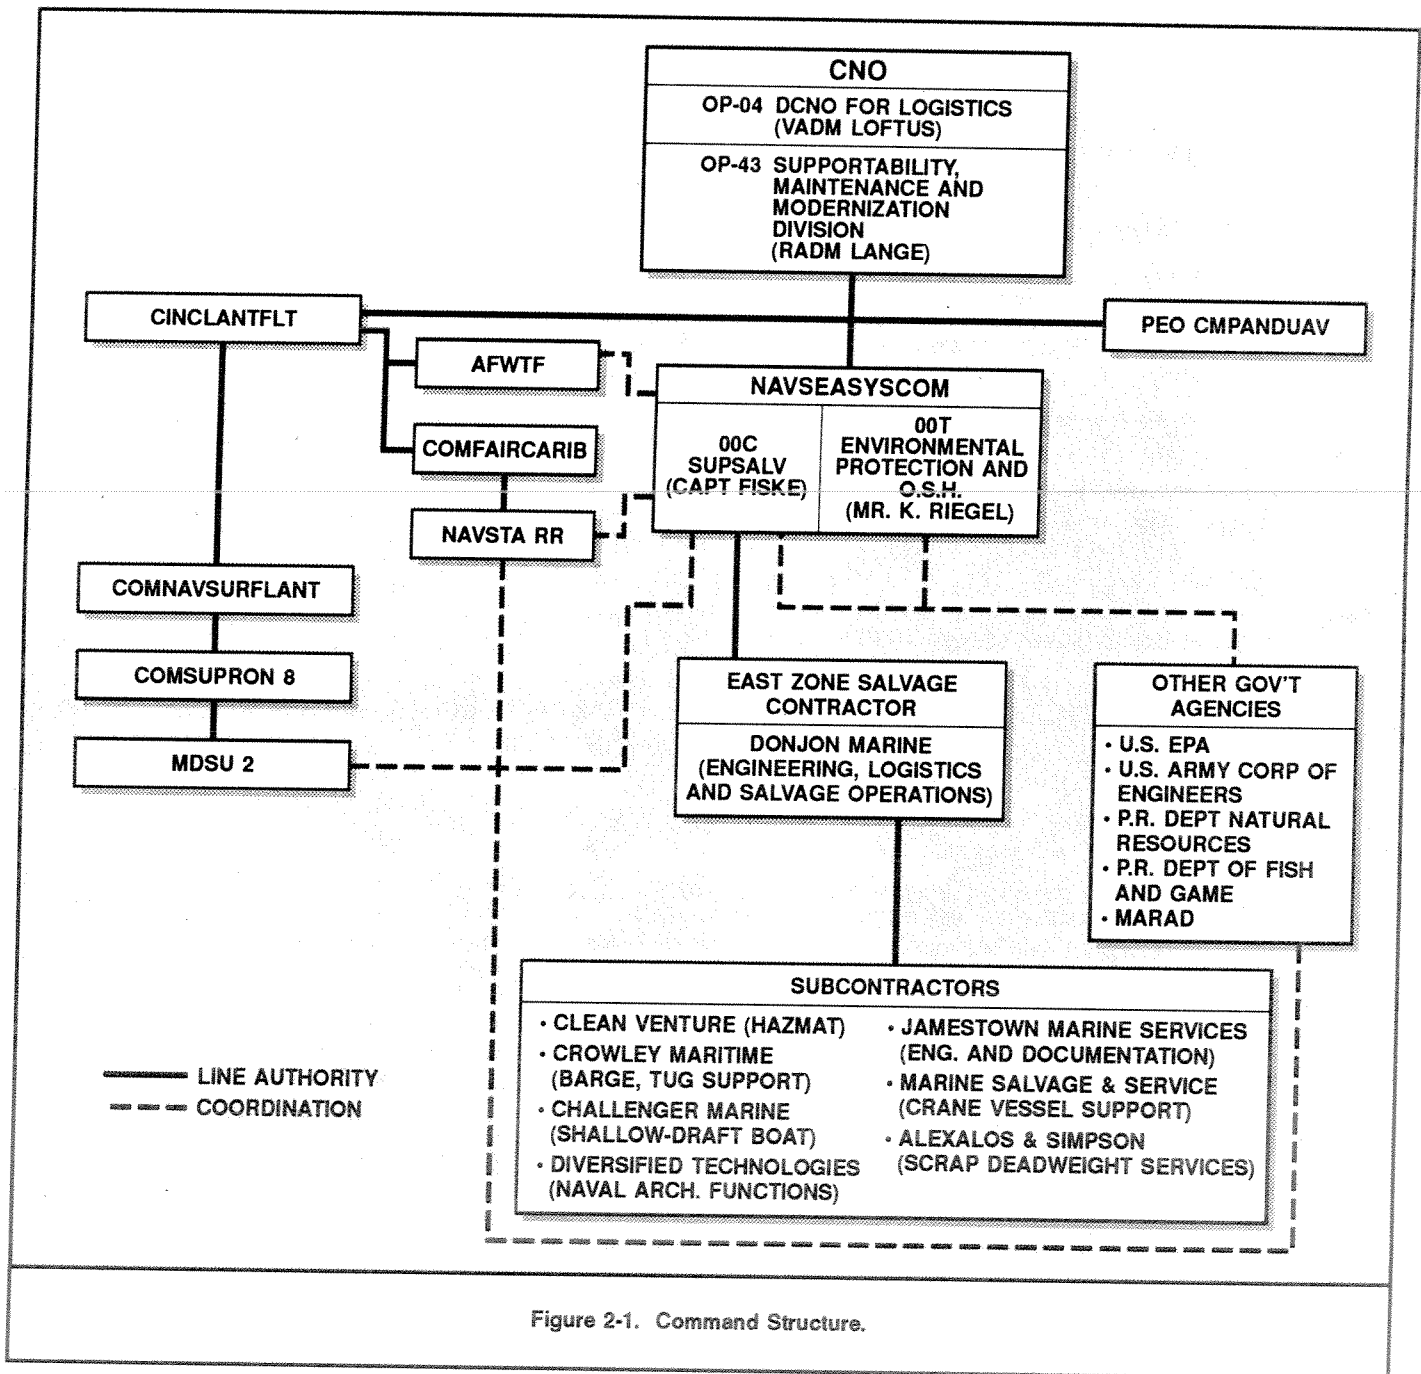 CNO
OP-04 DCNO FOR LOGISTICS
(VADM LOFTUS)
OP-43 SUPPORTABILITY,
MAINTENANCE AND
MODERNIZATION
DIVISION
(RADM LANGE)
CINCLANTFLT
PEO CMPANDUAV
AFWTF
COMFAIRCARIB
NAVSTA RR
NAVSEASYSCOM
00C
SUPSALV
(CAPT FISKE)
00T
ENVIRONMENTAL
PROTECTION AND
O.S.H.
(MR. K. RIEGEL)
COMNAVSURFLANT
COMSUPRON 8
MDSU 2
EAST ZONE SALVAGE
CONTRACTOR
DONJON MARINE
(ENGINEERING, LOGISTICS
AND SALVAGE OPERATIONS)
OTHER GOV'T
AGENCIES
• U.S. EPA
• U.S. ARMY CORP OF
ENGINEERS
• P.R. DEPT NATURAL
RESOURCES
• P.R. DEPT OF FISH
AND GAME
• MARAD
SUBCONTRACTORS
• CLEAN VENTURE (HAZMAT)
• CROWLEY MARITIME
(BARGE, TUG SUPPORT)
• CHALLENGER MARINE
(SHALLOW-DRAFT BOAT)
• DIVERSIFIED TECHNOLOGIES
(NAVAL ARCH. FUNCTIONS)
• JAMESTOWN MARINE SERVICES
(ENG. AND DOCUMENTATION)
• MARINE SALVAGE & SERVICE
(CRANE VESSEL SUPPORT)
• ALEXALOS & SIMPSON
(SCRAP DEADWEIGHT SERVICES)
LINE AUTHORITY
COORDINATION
Figure 2-1. Command Structure.